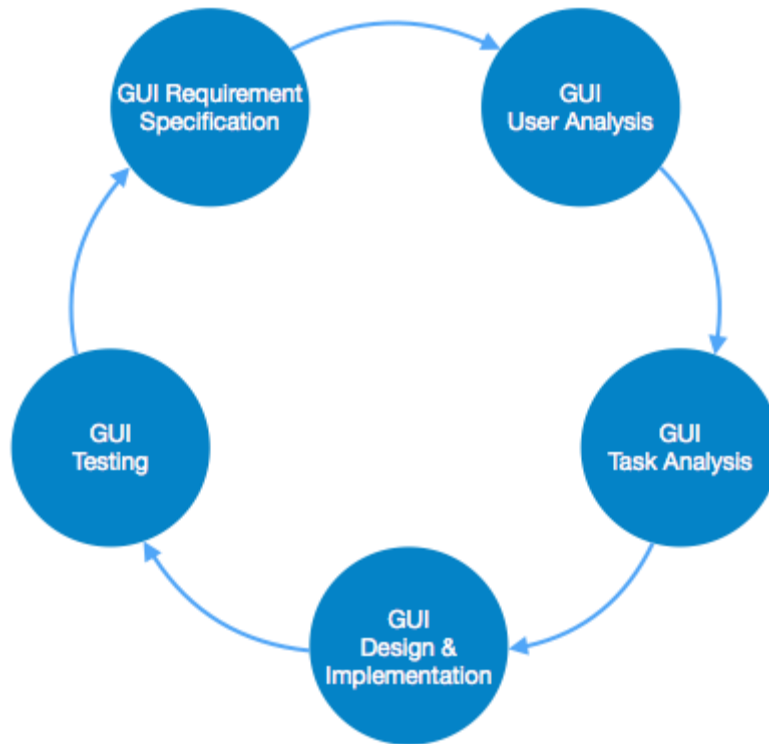 GUI Requirement
Specification
GUI
User Analysis
GUI
Task Analysis
GUI
Design &
Implementation
GUI
Testing